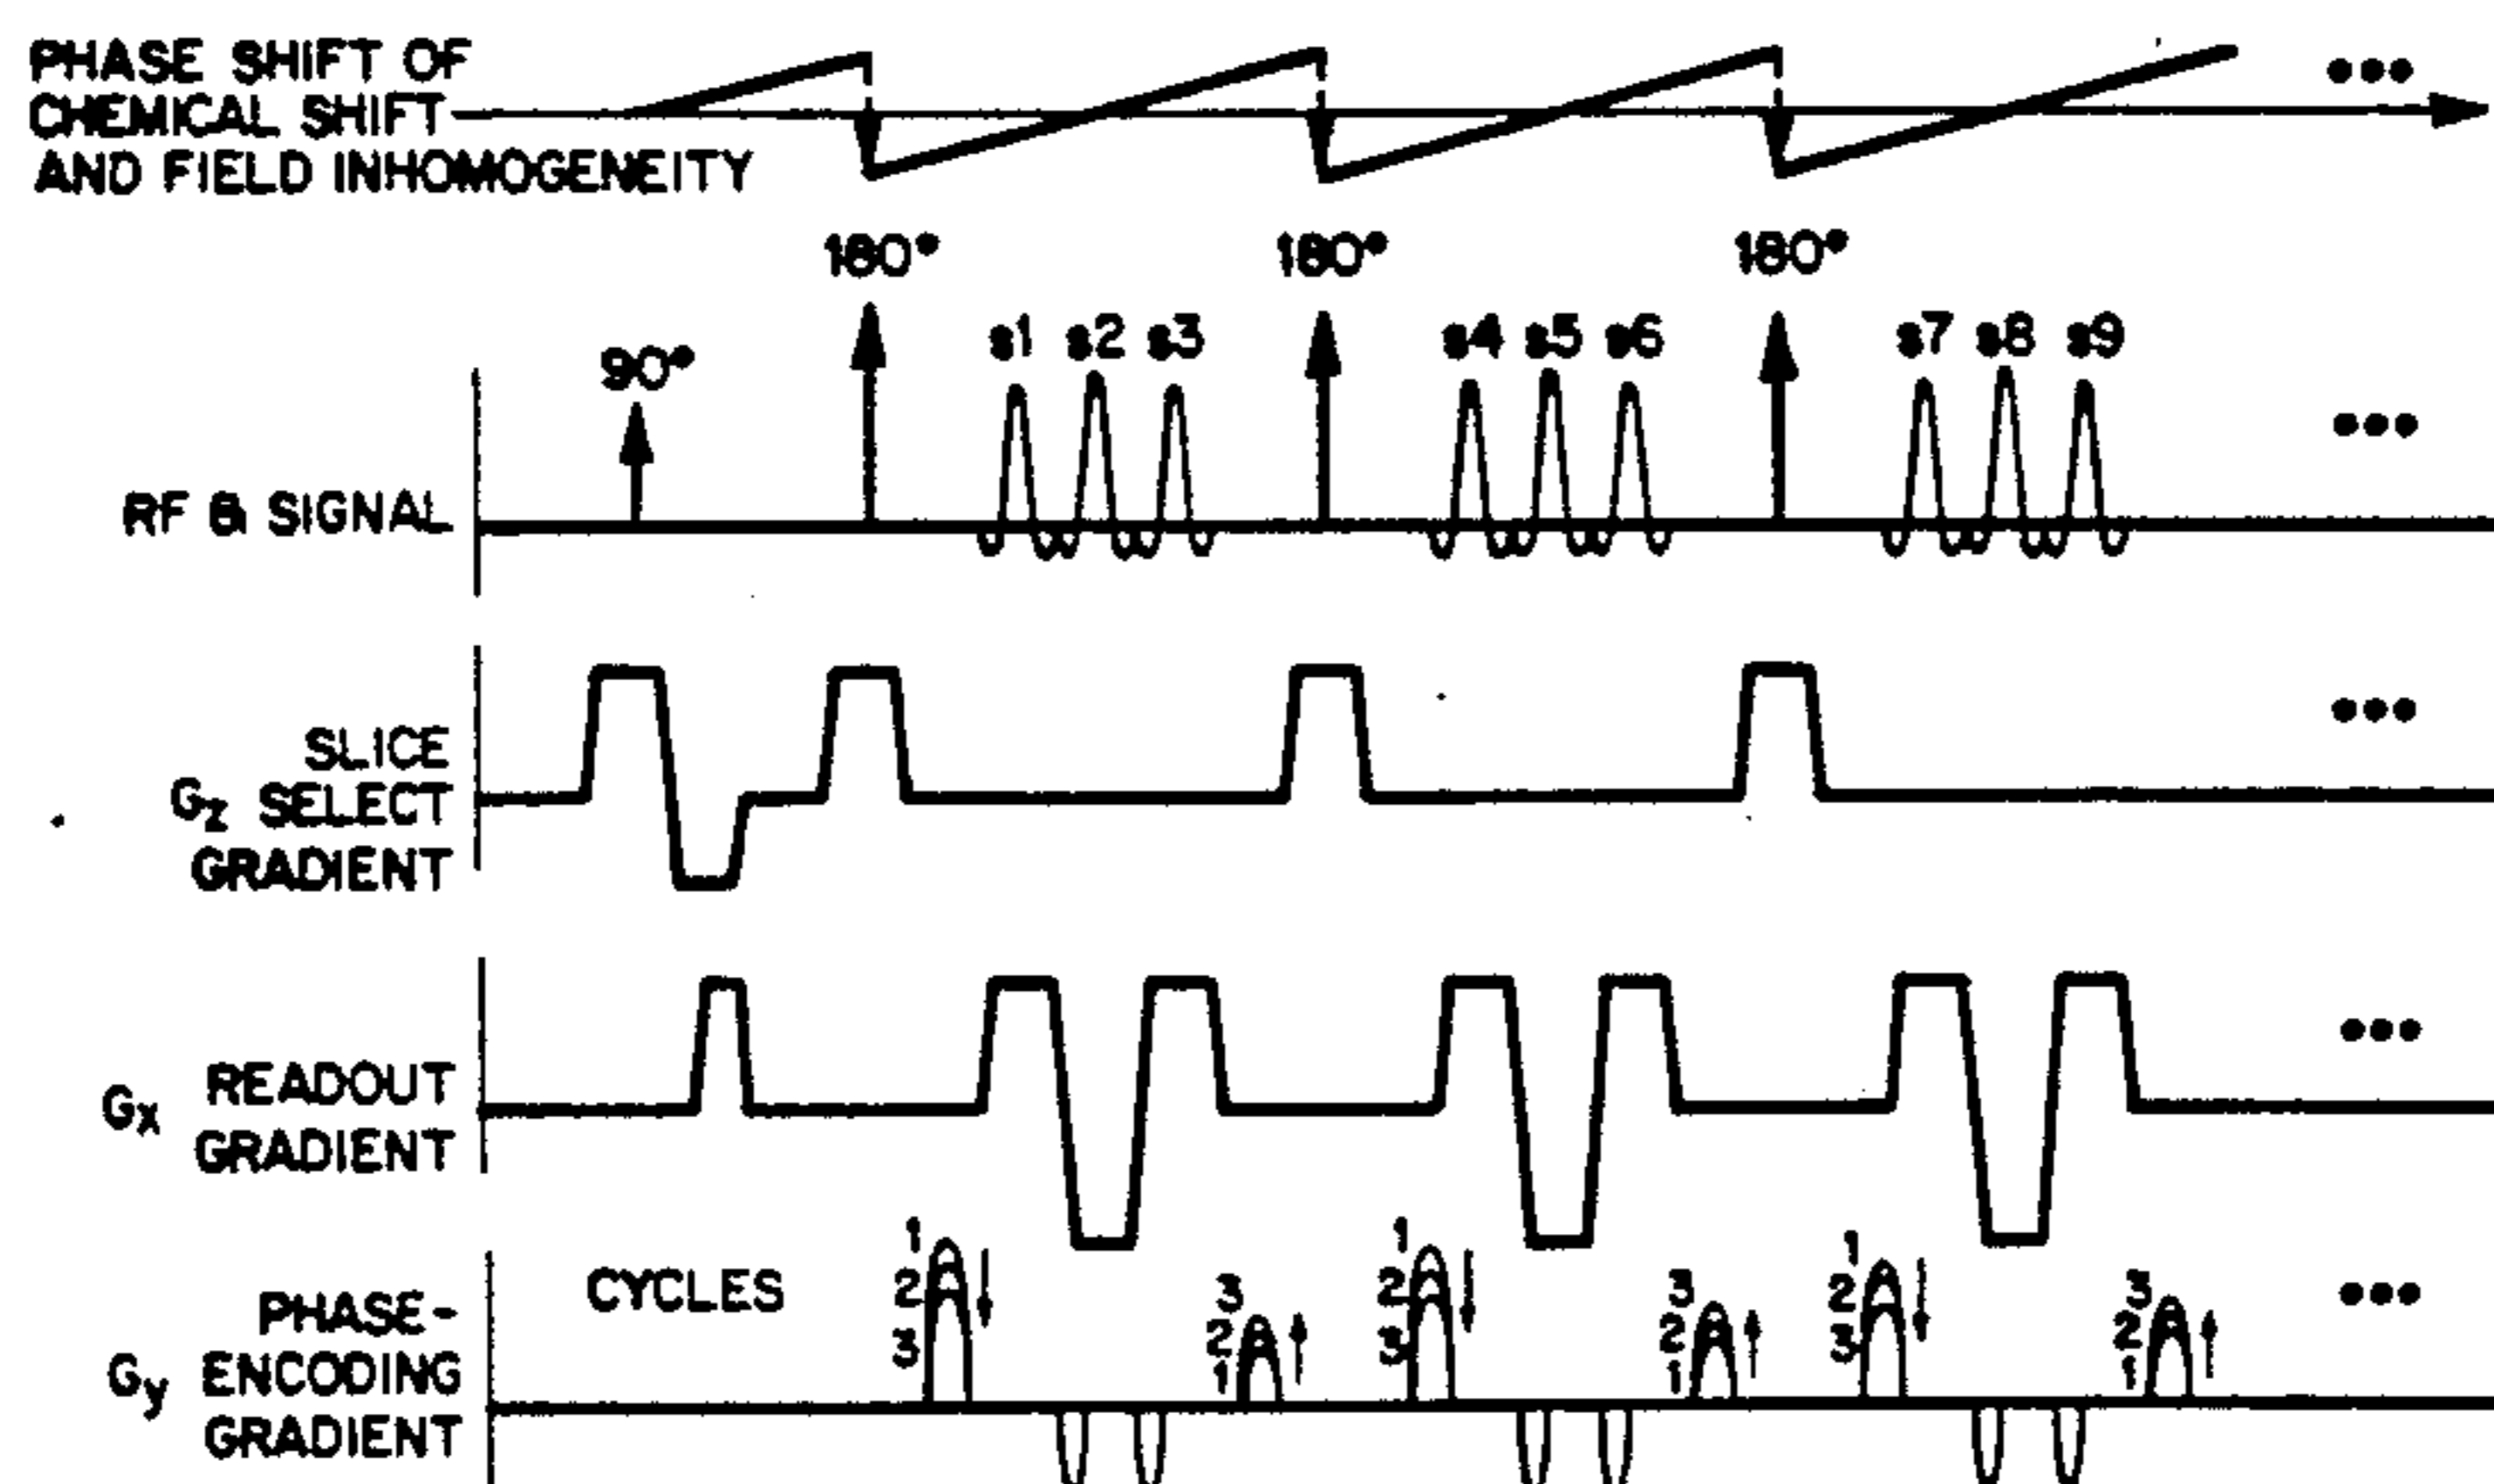 PHASE SHIFT OF
CHEMICAL SHIFT
AND FIELD INHOMOGENEITY
180° 180° 180°
90° s1 s2 s3 s4 s5 s6 s7 s8 s9
•••
RF & SIGNAL
SLICE
Gz SELECT
GRADIENT
READOUT
Gx
GRADIENT
CYCLES
1 2 3
3 2 1
1 2 3
3 2 1
1 2 3
3 2 1
PHASE-
Gy ENCODING
GRADIENT